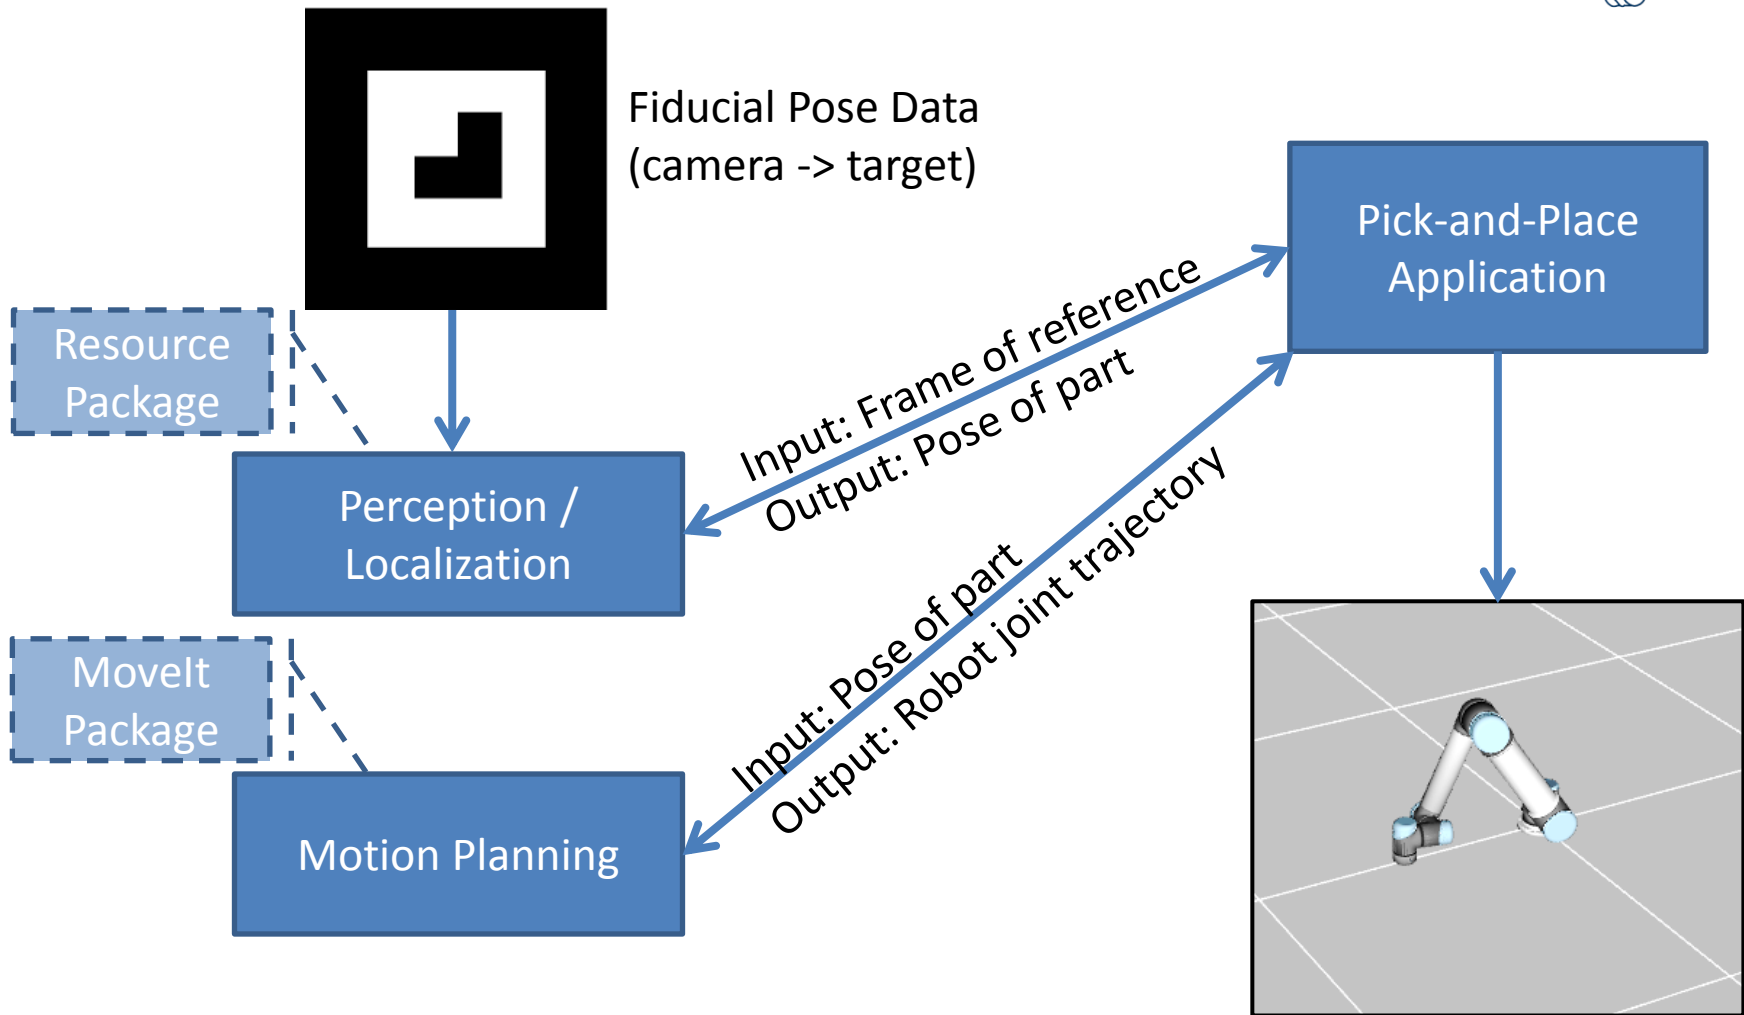 Fiducial Pose Data
(camera -> target)
Pick-and-Place
Application
Resource
Package
Input: Frame of reference
Output: Pose of part
Perception /
Localization
Input: Pose of part
Output: Robot joint trajectory
MoveIt
Package
Motion Planning